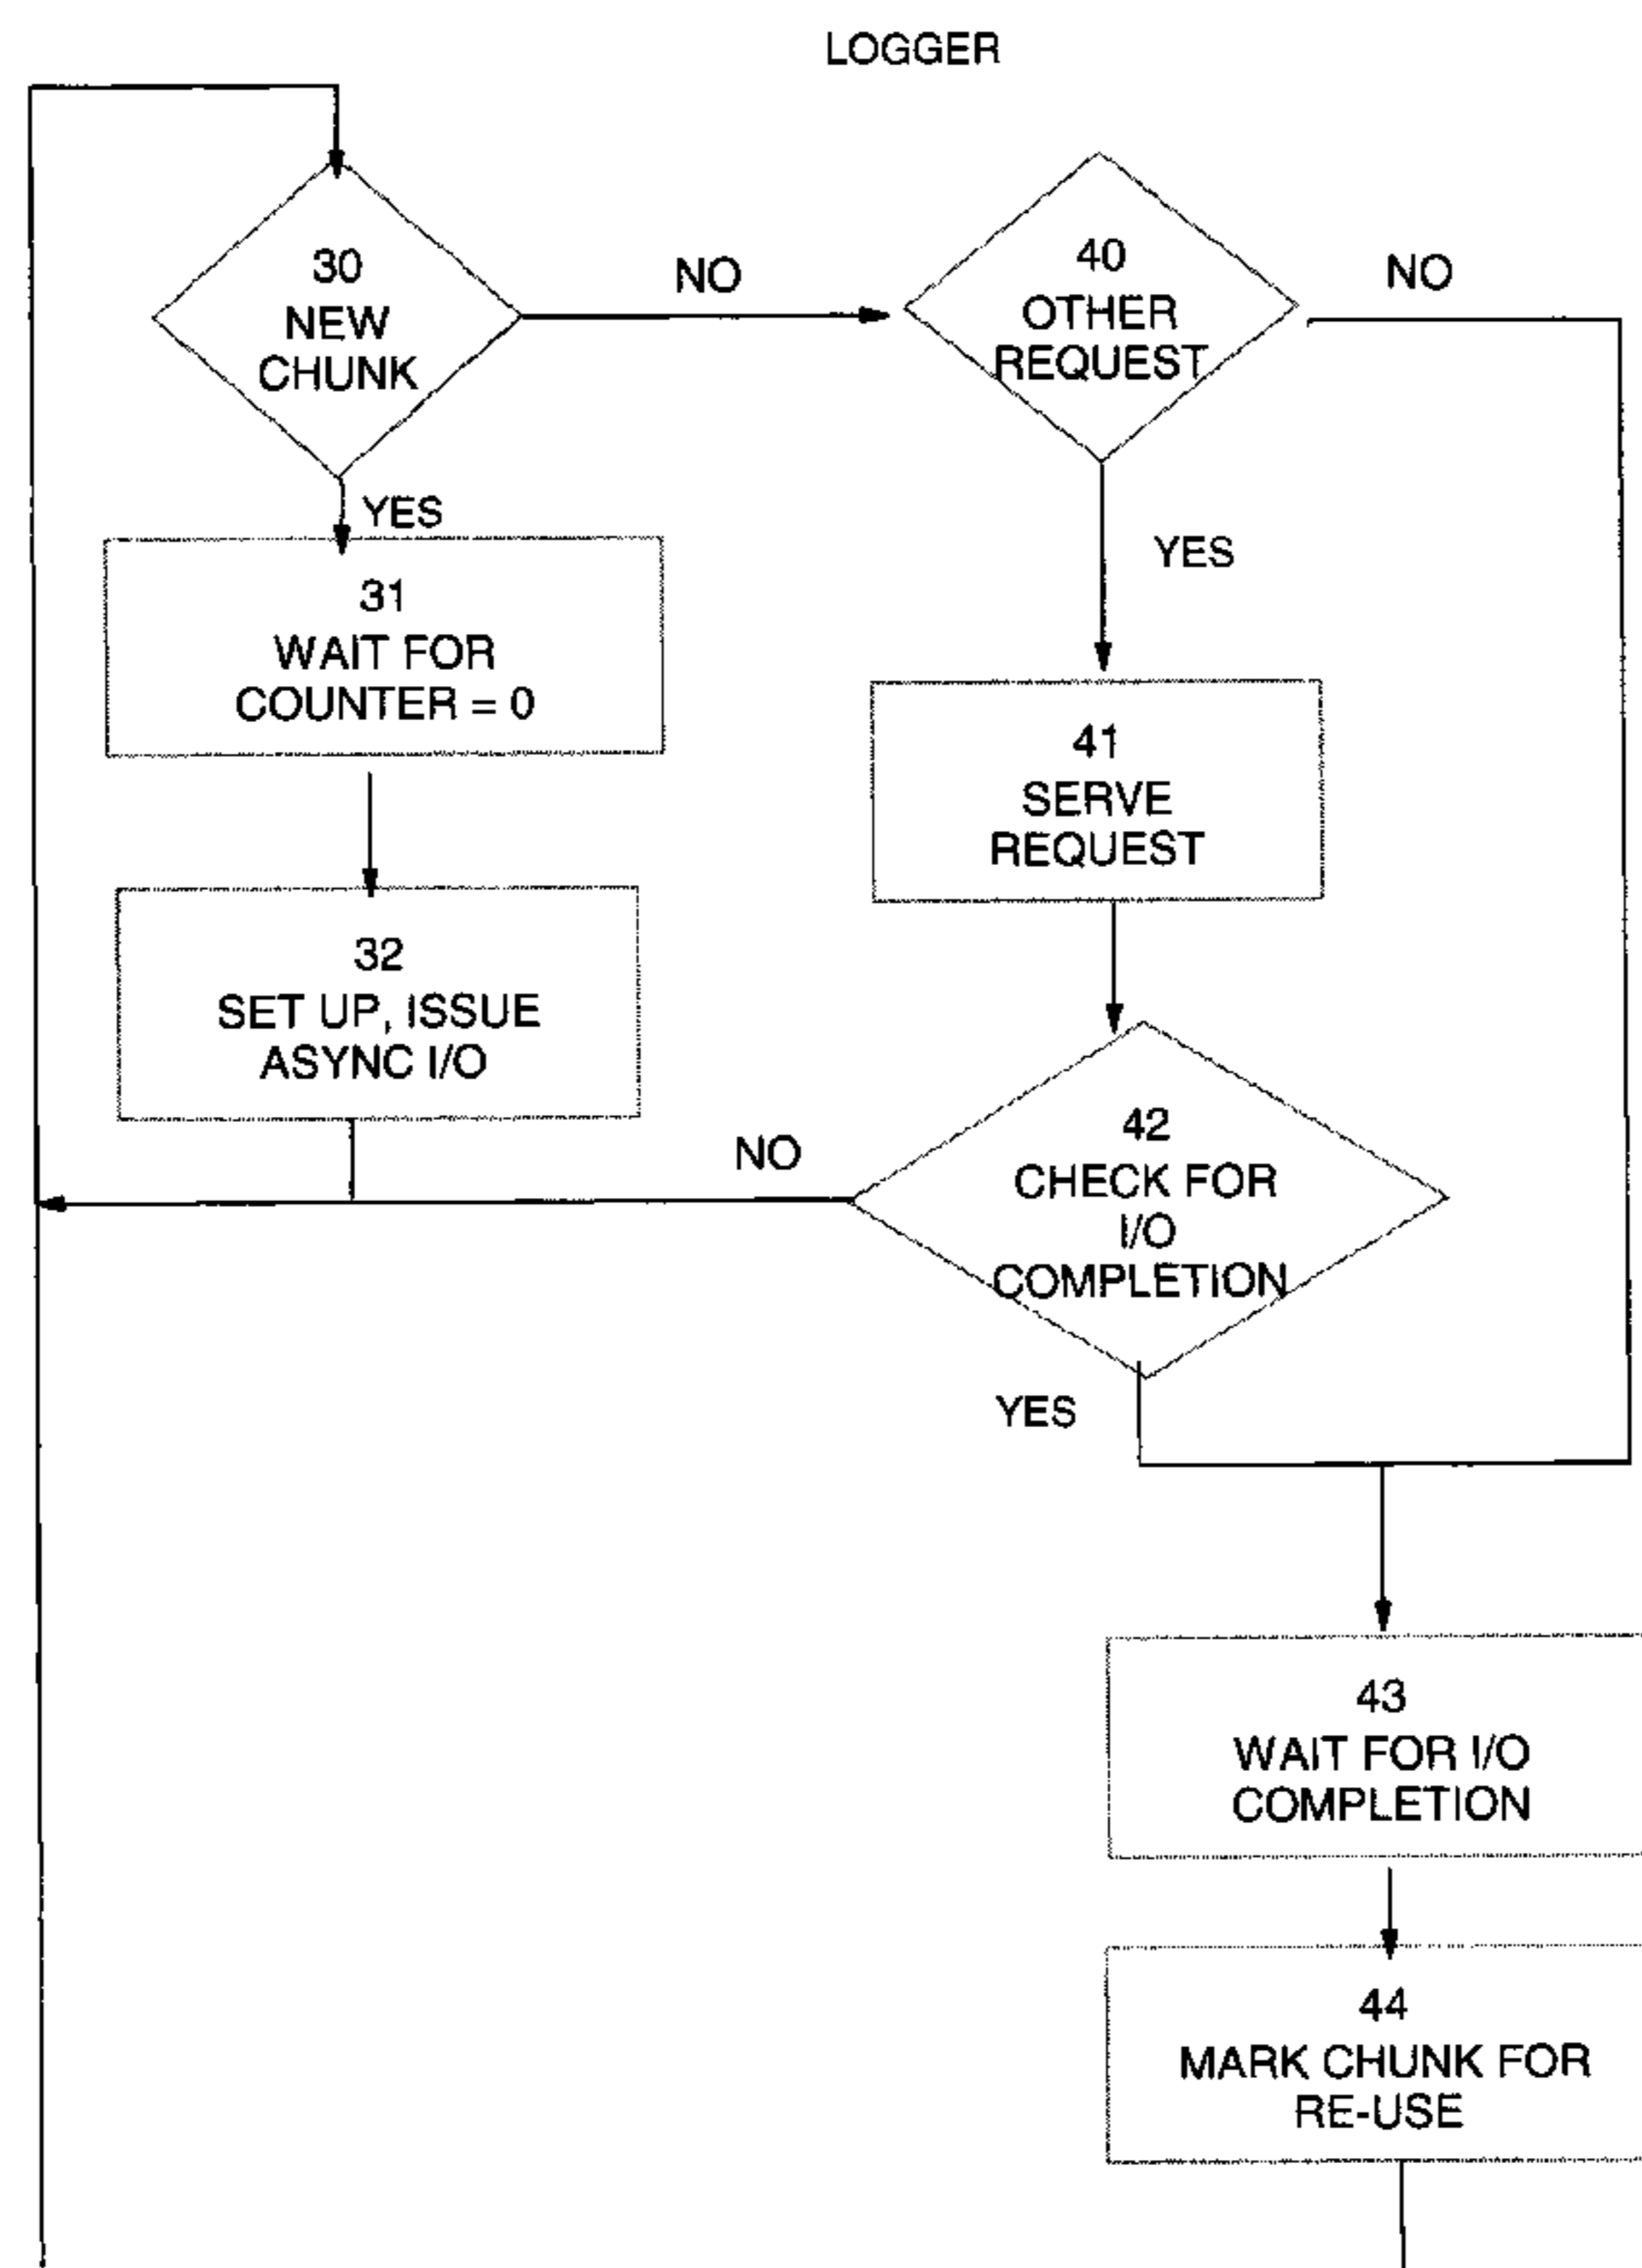 LOGGER
30
NEW
CHUNK
NO
40
OTHER
REQUEST
NO
YES
31
WAIT FOR
COUNTER = 0
YES
41
SERVE
REQUEST
32
SET UP, ISSUE
ASYNC I/O
NO
42
CHECK FOR
I/O
COMPLETION
YES
43
WAIT FOR I/O
COMPLETION
44
MARK CHUNK FOR
RE-USE